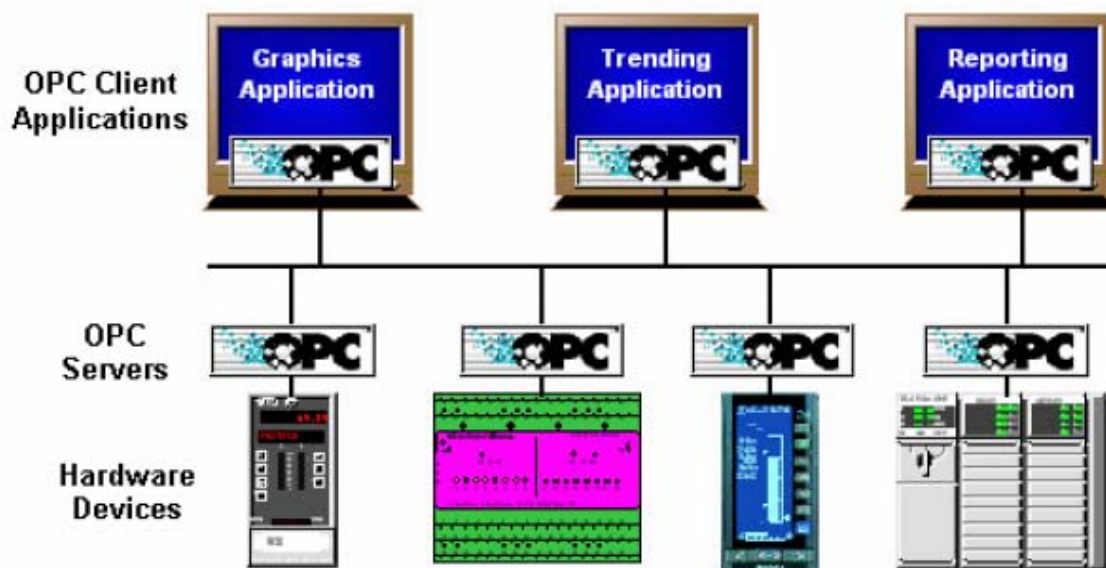 OPC Client
Applications
Graphics
Application
Trending
Application
Reporting
Application
OPC
OPC
OPC
OPC
Servers
OPC
OPC
OPC
OPC
Hardware
Devices